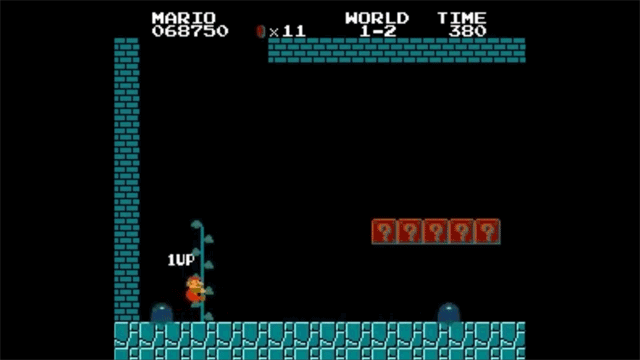 MARIO WORLD TIME
068750 ×11 1-2 380
? ? ? ? ?
1UP